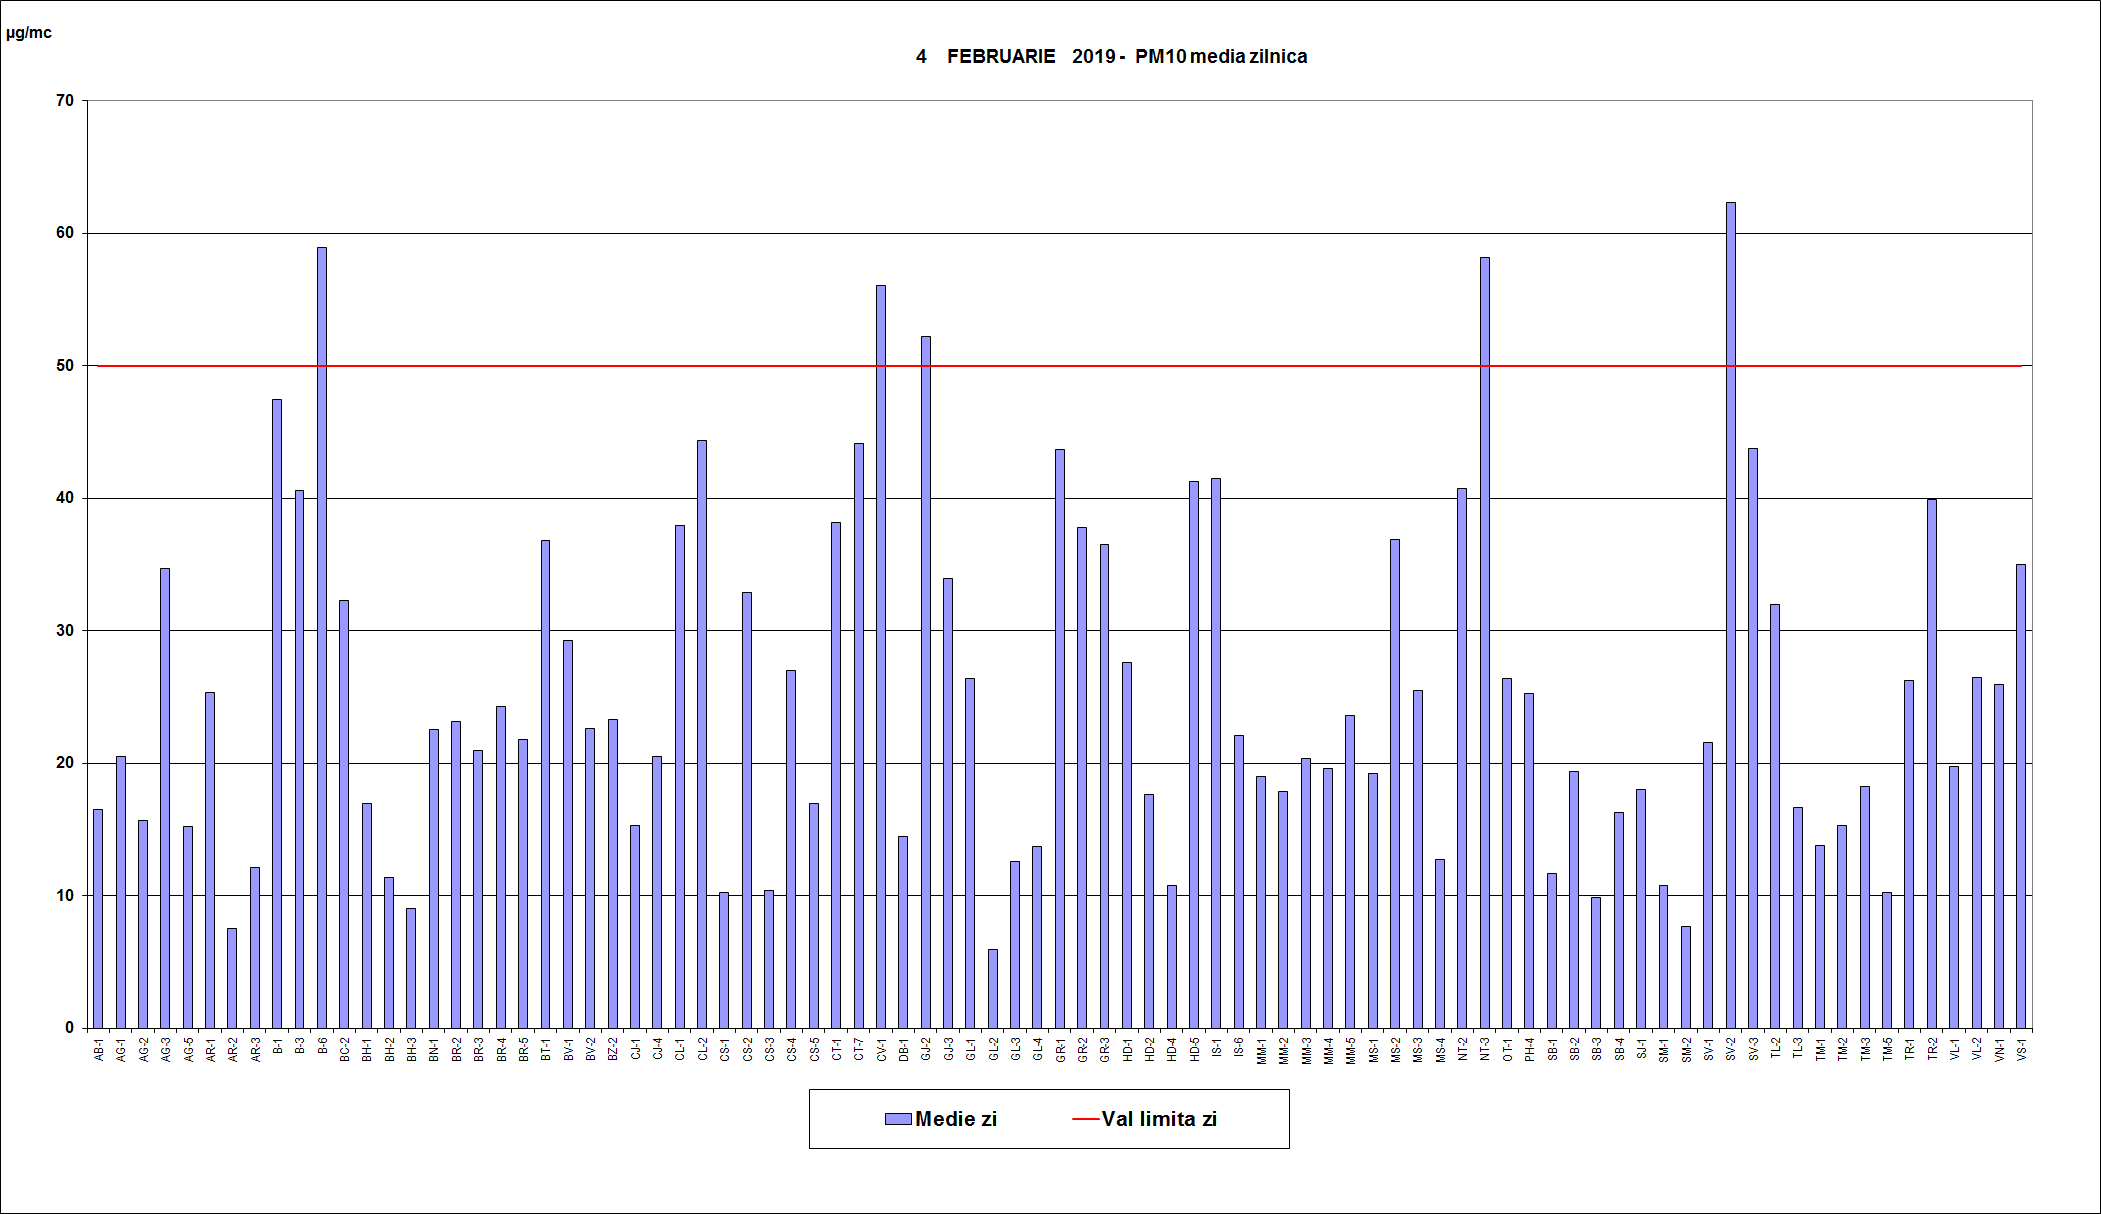 µg/mc
4 FEBRUARIE 2019 - PM10 media zilnica
70
60
50
40
30
20
10
0
AB-1 AG-1 AG-2 AG-3 AG-5 AR-1 AR-2 AR-3 B-1 B-3 B-6 BC-2 BH-1 BH-2 BH-3 BN-1 BR-2 BR-3 BR-4 BR-5 BT-1 BV-1 BV-2 BZ-2 CJ-1 CJ-4 CL-1 CL-2 CS-1 CS-2 CS-3 CS-4 CS-5 CT-1 CT-7 CV-1 DB-1 GJ-2 GJ-3 GL-1 GL-2 GL-3 GL-4 GR-1 GR-2 GR-3 HD-1 HD-2 HD-4 HD-5 IS-1 IS-6 MM-1 MM-2 MM-3 MM-4 MM-5 MS-1 MS-2 MS-3 MS-4 NT-2 NT-3 OT-1 PH-4 SB-1 SB-2 SB-3 SB-4 SJ-1 SM-1 SM-2 SV-1 SV-2 SV-3 TL-2 TL-3 TM-1 TM-2 TM-3 TM-5 TR-1 TR-2 VL-1 VL-2 VN-1 VS-1
Medie zi Val limita zi